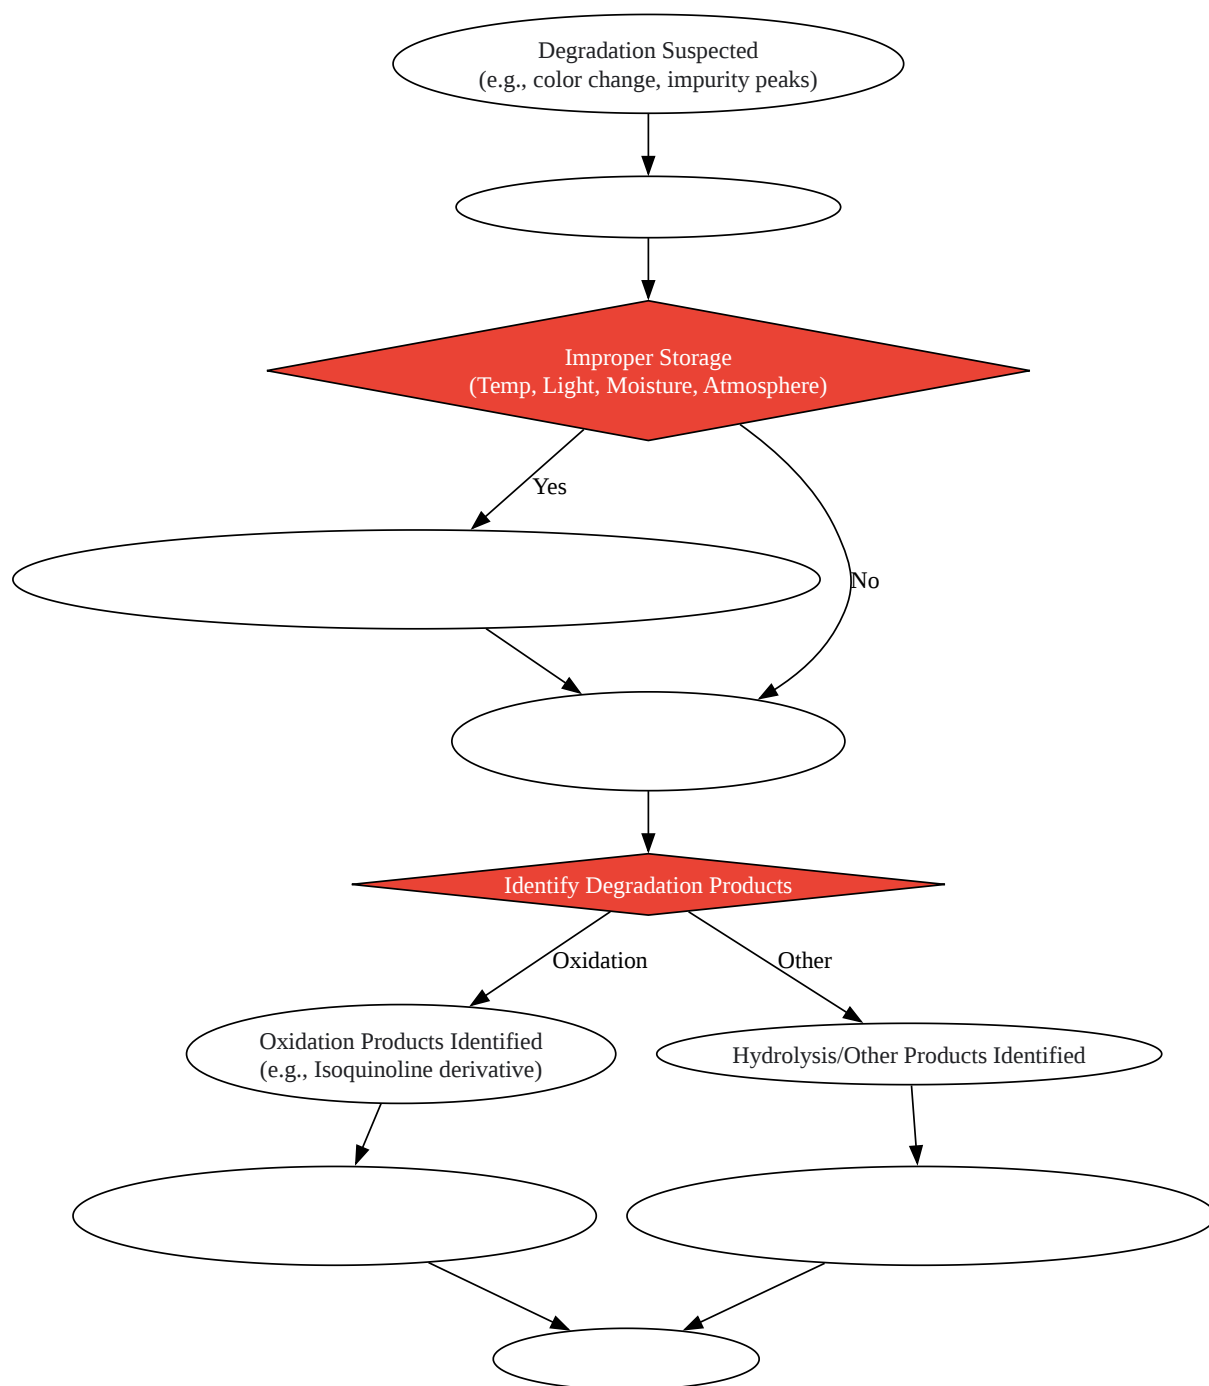 Degradation Suspected
(e.g., color change, impurity peaks)
Improper Storage
(Temp, Light, Moisture, Atmosphere)
Yes
No
Identify Degradation Products
Oxidation
Other
Oxidation Products Identified
(e.g., Isoquinoline derivative)
Hydrolysis/Other Products Identified